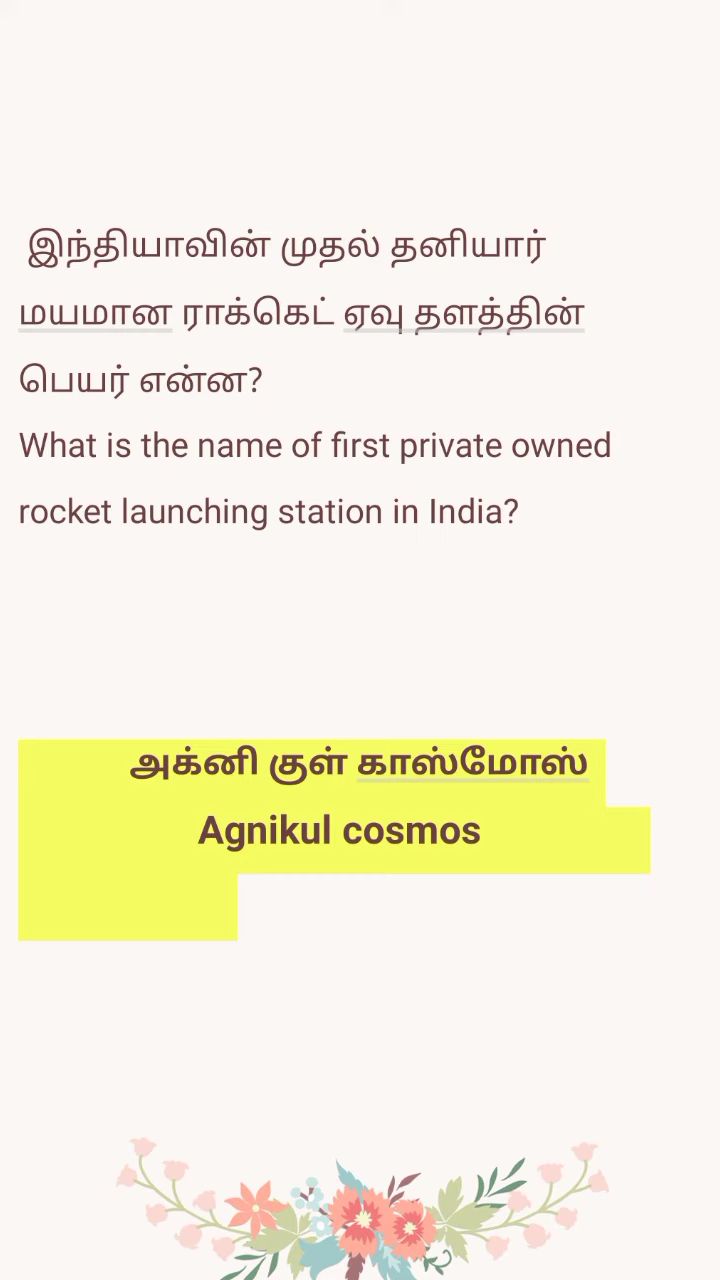 இந்தியாவின் முதல் தனியார்
மயமான ராக்கெட் ஏவு தளத்தின்
பெயர் என்ன?
What is the name of first private owned
rocket launching station in India?
அக்னி குள் காஸ்மோஸ்
Agnikul cosmos